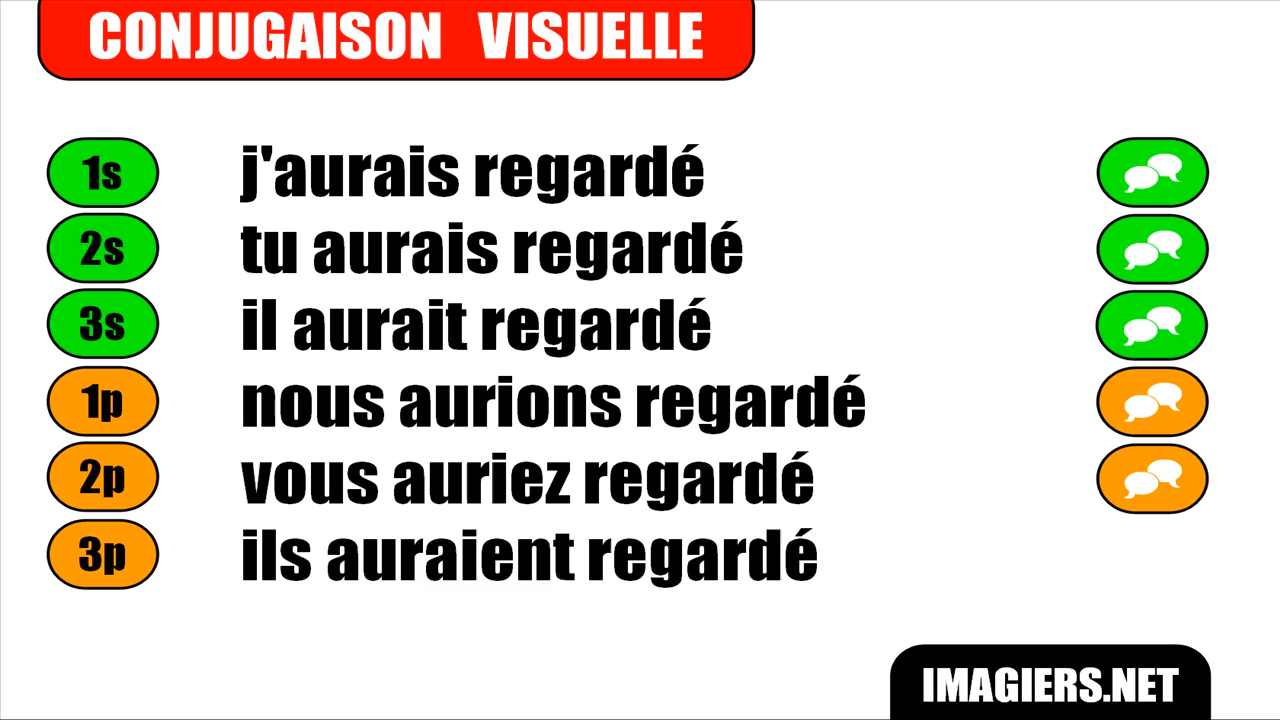 CONJUGAISON VISUELLE
1s j'aurais regardé
2s tu aurais regardé
3s il aurait regardé
1p nous aurions regardé
2p vous auriez regardé
3p ils auraient regardé
IMAGIERS.NET